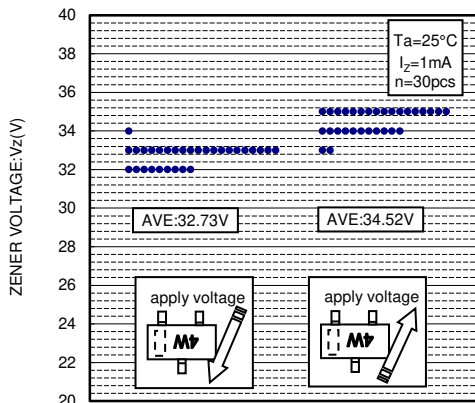 40
38
36
34
32
30
28
26
24
22
20
ZENER VOLTAGE:Vz(V)
Ta=25°C
IZ=1mA
n=30pcs
AVE:32.73V
AVE:34.52V
apply voltage
4W
apply voltage
4W